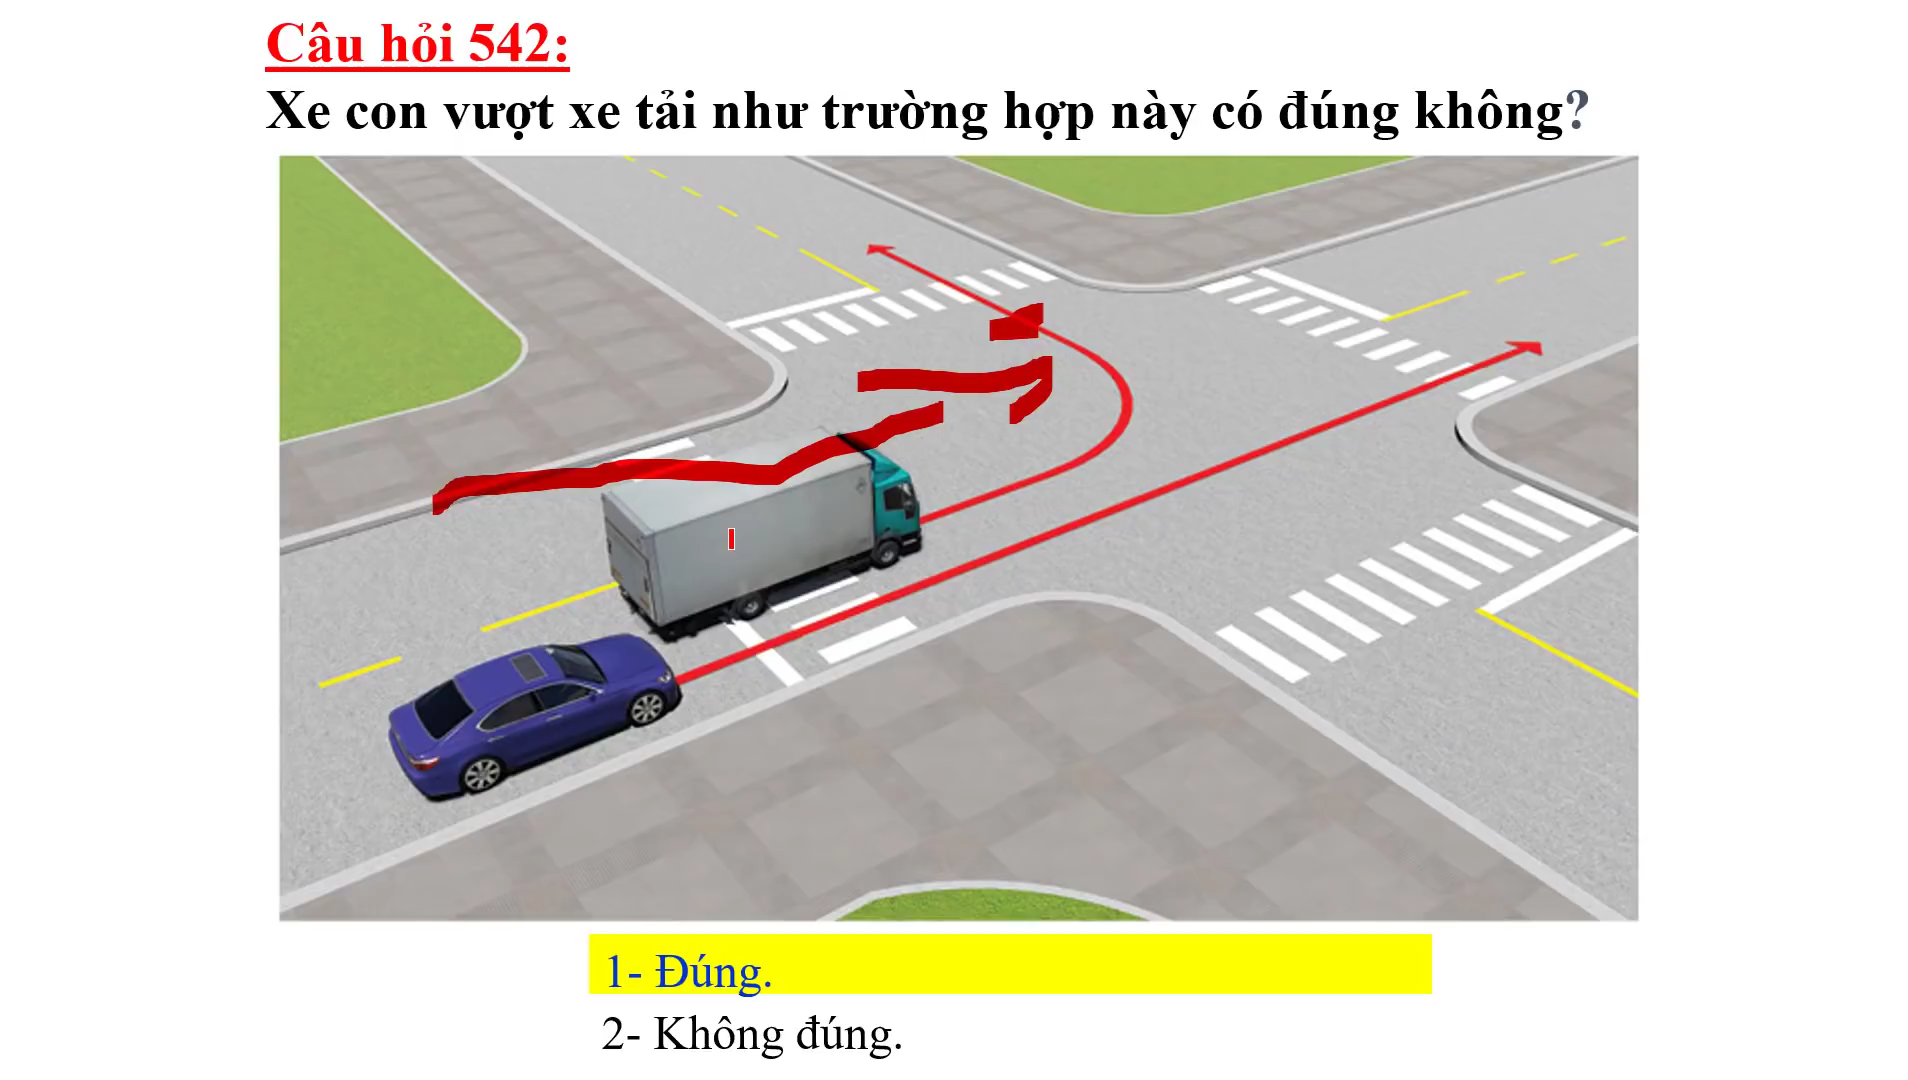 Câu hỏi 542:
Xe con vượt xe tải như trường hợp này có đúng không?
1- Đúng.
2- Không đúng.